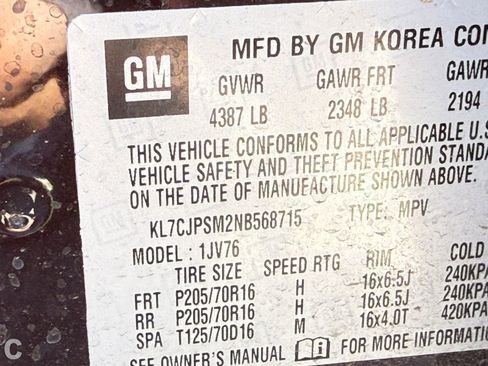 GM
MFD BY GM KOREA CO
GVWR GAWR FRT GAWR
4387 LB 2348 LB 2194
THIS VEHICLE CONFORMS TO ALL APPLICABLE U.S
VEHICLE SAFETY AND THEFT PREVENTION STANDA
ON THE DATE OF MANUFACTURE SHOWN ABOVE.
KL7CJPSM2NB568715 TYPE: MPV
MODEL : 1JV76
TIRE SIZE SPEED RTG RIM COLD
FRT P205/70R16 H 16x6.5J 240KPA
RR P205/70R16 H 16x6.5J 240KPA
SPA T125/70D16 M 16x4.0T 420KPA
SEE OWNER'S MANUAL FOR MORE INFORMATI
C